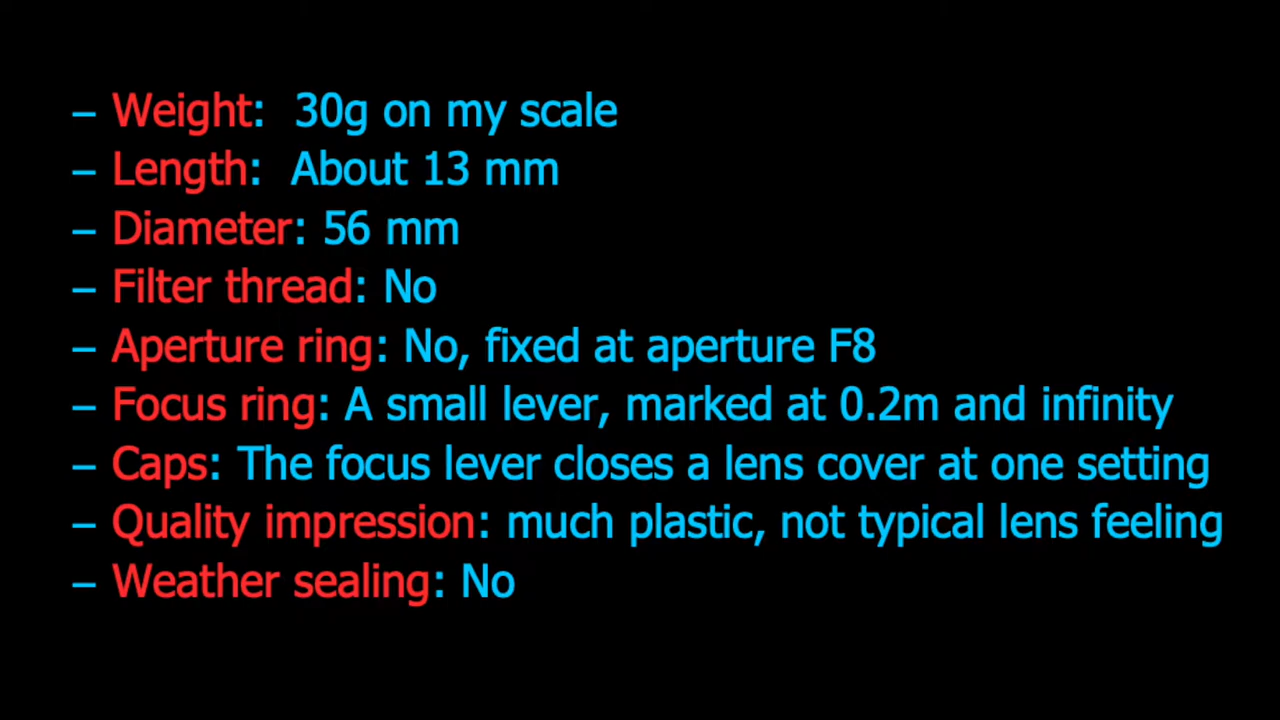 – Weight:  30g on my scale
– Length:  About 13 mm
– Diameter: 56 mm
– Filter thread: No
– Aperture ring: No, fixed at aperture F8
– Focus ring: A small lever, marked at 0.2m and infinity
– Caps: The focus lever closes a lens cover at one setting
– Quality impression: much plastic, not typical lens feeling
– Weather sealing: No